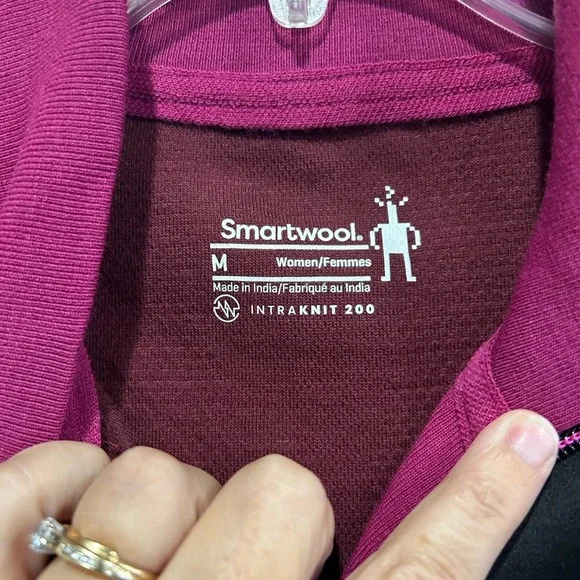 Smartwool.
M Women/Femmes
Made in India/Fabriqué au India
INTRAKNIT 200